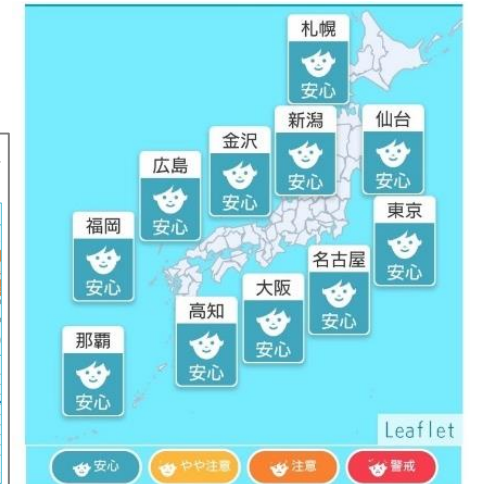 札幌
安心
新潟
安心
仙台
安心
金沢
安心
広島
安心
東京
安心
福岡
安心
名古屋
安心
大阪
安心
高知
安心
那覇
安心
Leaflet
安心
やや注意
注意
警戒